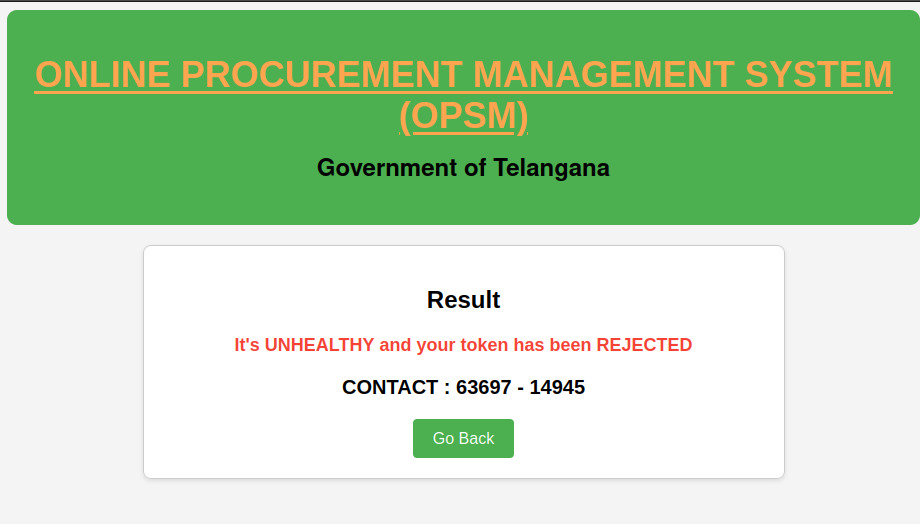 ONLINE PROCUREMENT MANAGEMENT SYSTEM
(OPSM)
Government of Telangana
Result
It's UNHEALTHY and your token has been REJECTED
CONTACT : 63697 - 14945
Go Back